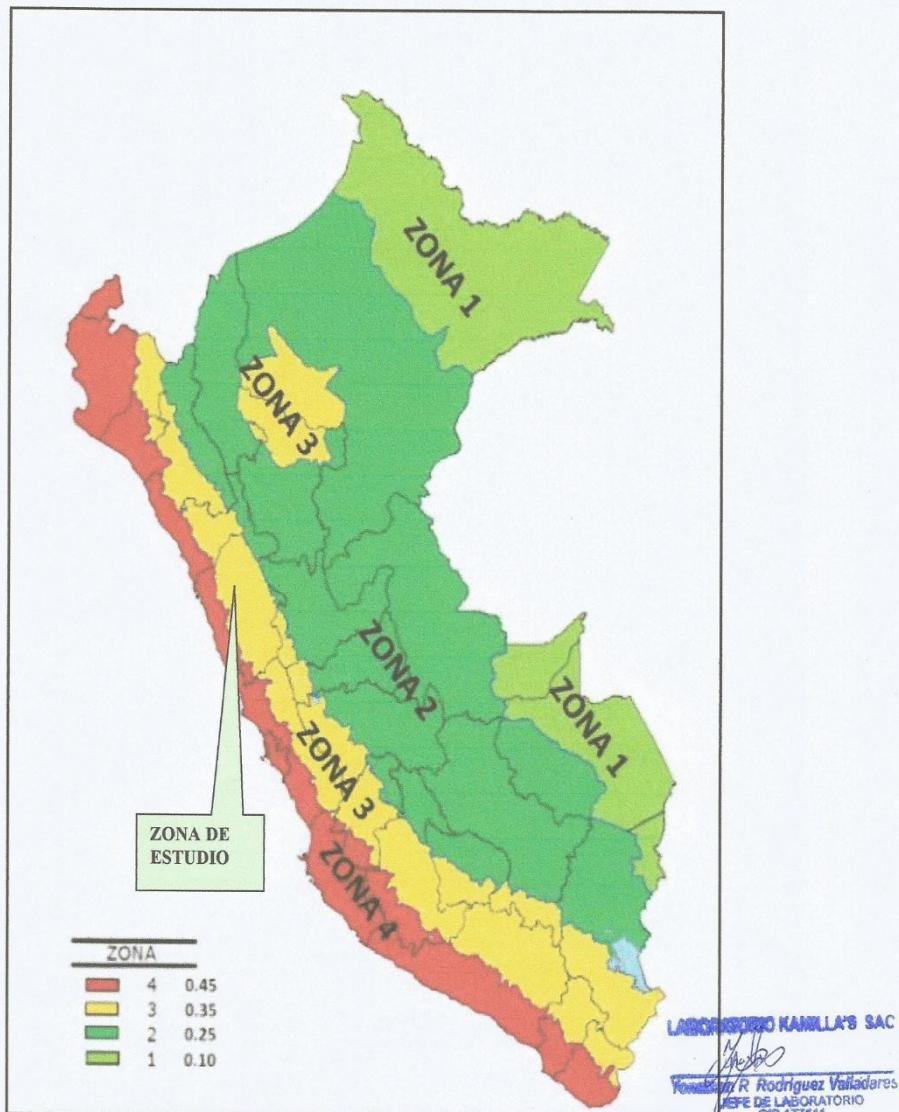 ZONA 1
ZONA 3
ZONA 2
ZONA 1
ZONA 3
ZONA DE
ESTUDIO
ZONA 4
ZONA
4 0.45
3 0.35
2 0.25
1 0.10
LABORATORIO KAMILLA'S SAC
R. Rodriguez Valladares
JEFE DE LABORATORIO